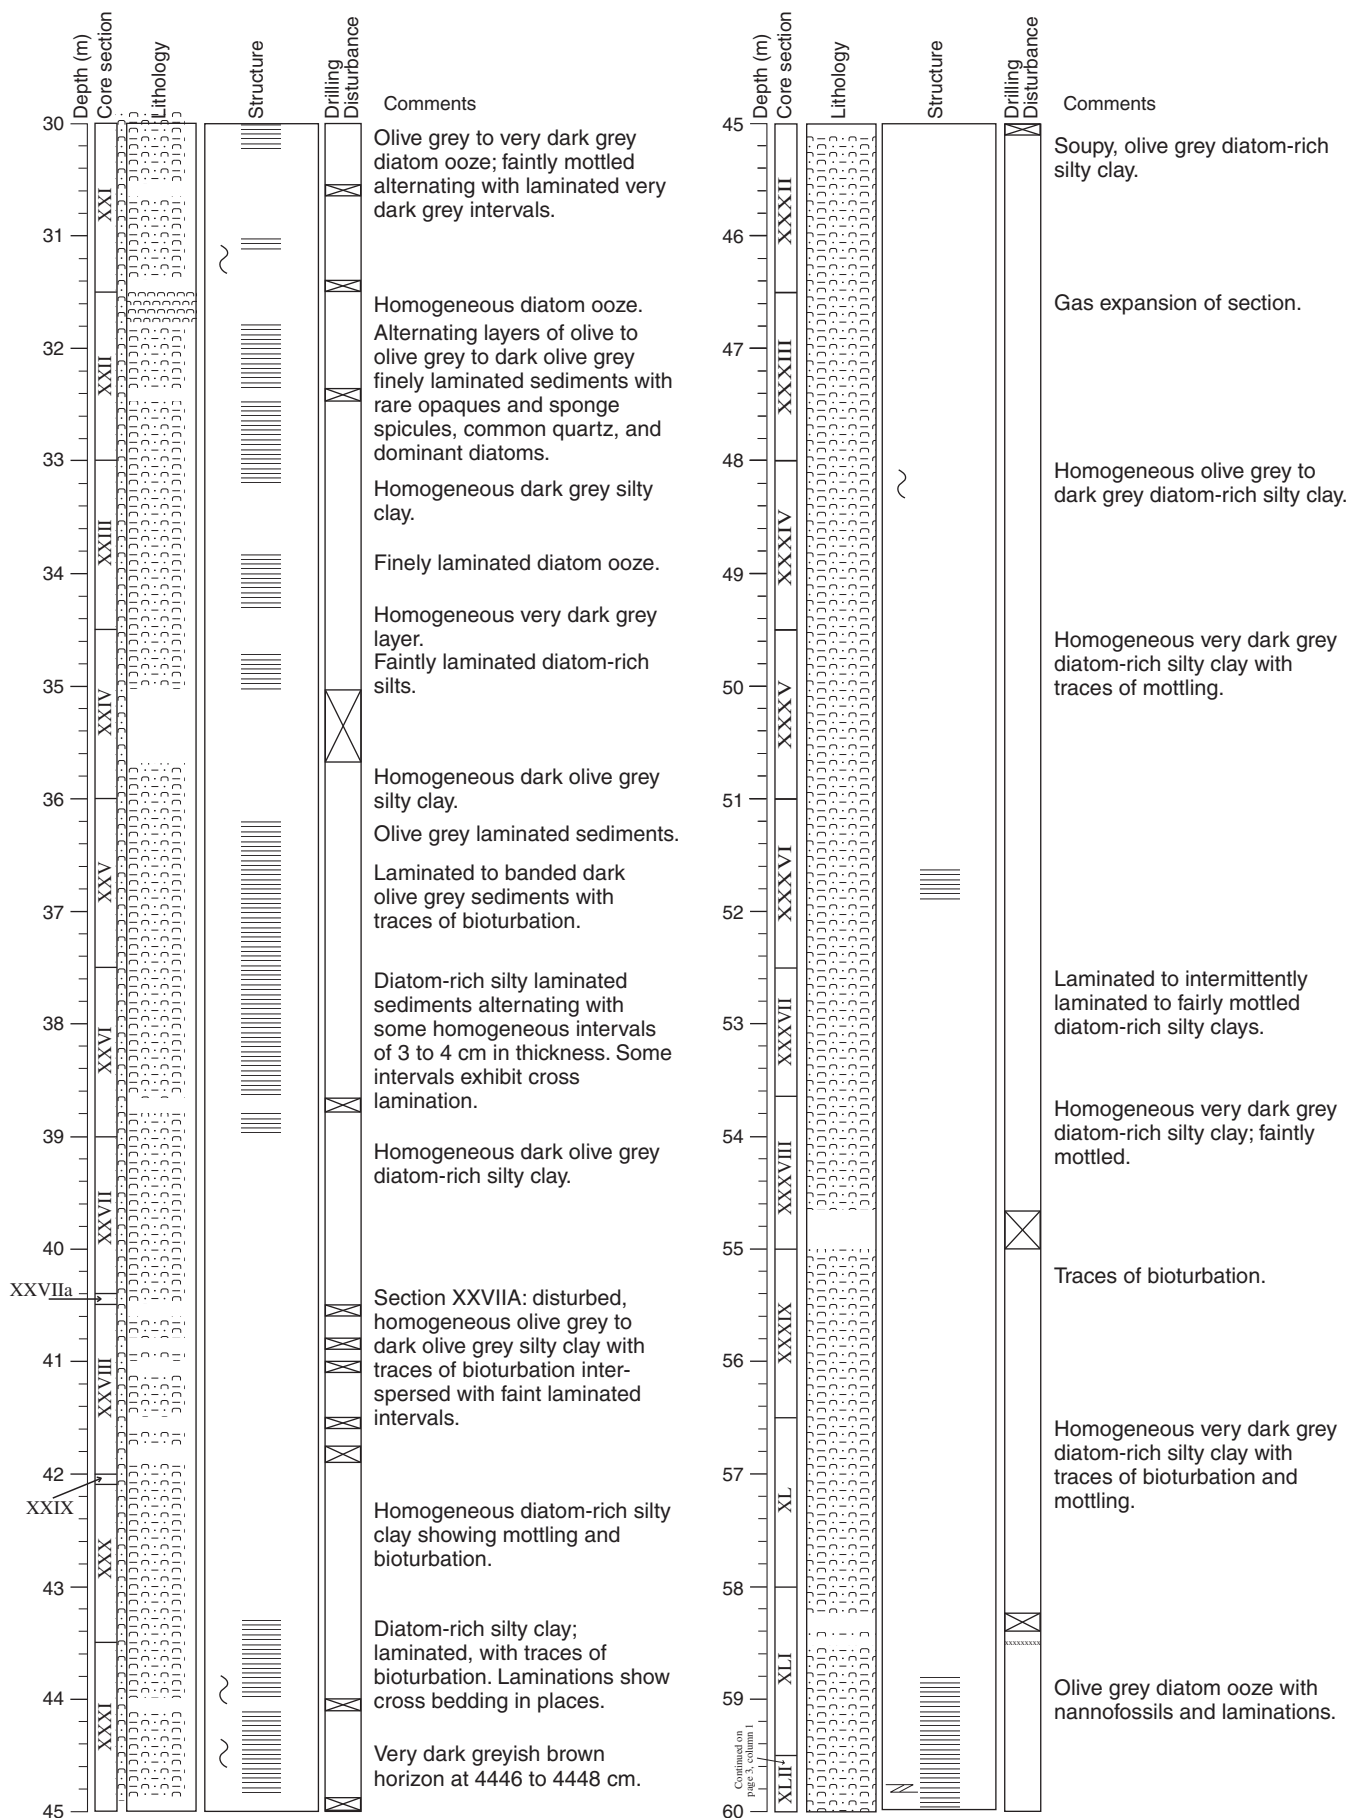 Depth (m)
Core section
Lithology
Structure
Drilling
Disturbance
Comments
30
31
32
33
34
35
36
37
38
39
40
41
42
43
44
45
XXI
XXII
XXIII
XXIV
XXV
XXVI
XXVII
XXVIIa
XXVIII
XXIX
XXX
XXXI
Olive grey to very dark grey
diatom ooze; faintly mottled
alternating with laminated very
dark grey intervals.
Homogeneous diatom ooze.
Alternating layers of olive to
olive grey to dark olive grey
finely laminated sediments with
rare opaques and sponge
spicules, common quartz, and
dominant diatoms.
Homogeneous dark grey silty
clay.
Finely laminated diatom ooze.
Homogeneous very dark grey
layer.
Faintly laminated diatom-rich
silts.
Homogeneous dark olive grey
silty clay.
Olive grey laminated sediments.
Laminated to banded dark
olive grey sediments with
traces of bioturbation.
Diatom-rich silty laminated
sediments alternating with
some homogeneous intervals
of 3 to 4 cm in thickness. Some
intervals exhibit cross
lamination.
Homogeneous dark olive grey
diatom-rich silty clay.
Section XXVIIA: disturbed,
homogeneous olive grey to
dark olive grey silty clay with
traces of bioturbation inter-
spersed with faint laminated
intervals.
Homogeneous diatom-rich silty
clay showing mottling and
bioturbation.
Diatom-rich silty clay;
laminated, with traces of
bioturbation. Laminations show
cross bedding in places.
Very dark greyish brown
horizon at 4446 to 4448 cm.
Depth (m)
Core section
Lithology
Structure
Drilling
Disturbance
Comments
45
46
47
48
49
50
51
52
53
54
55
56
57
58
59
60
XXXII
XXXIII
XXXIV
XXXV
XXXVI
XXXVII
XXXVIII
XXXIX
XL
XLI
XLII
Continued on
page 3, column 1
xxxxxxxxx
Soupy, olive grey diatom-rich
silty clay.
Gas expansion of section.
Homogeneous olive grey to
dark grey diatom-rich silty clay.
Homogeneous very dark grey
diatom-rich silty clay with
traces of mottling.
Laminated to intermittently
laminated to fairly mottled
diatom-rich silty clays.
Homogeneous very dark grey
diatom-rich silty clay; faintly
mottled.
Traces of bioturbation.
Homogeneous very dark grey
diatom-rich silty clay with
traces of bioturbation and
mottling.
Olive grey diatom ooze with
nannofossils and laminations.